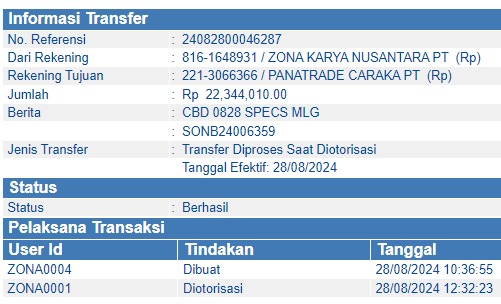 Informasi Transfer
No. Referensi : 24082800046287
Dari Rekening : 816-1648931 / ZONA KARYA NUSANTARA PT (Rp)
Rekening Tujuan : 221-3066366 / PANATRADE CARAKA PT (Rp)
Jumlah : Rp 22,344,010.00
Berita : CBD 0828 SPECS MLG
: SONB24006359
Jenis Transfer : Transfer Diproses Saat Diotorisasi
Tanggal Efektif: 28/08/2024
Status
Status : Berhasil
Pelaksana Transaksi
User Id Tindakan Tanggal
ZONA0004 Dibuat 28/08/2024 10:36:55
ZONA0001 Diotorisasi 28/08/2024 12:32:23